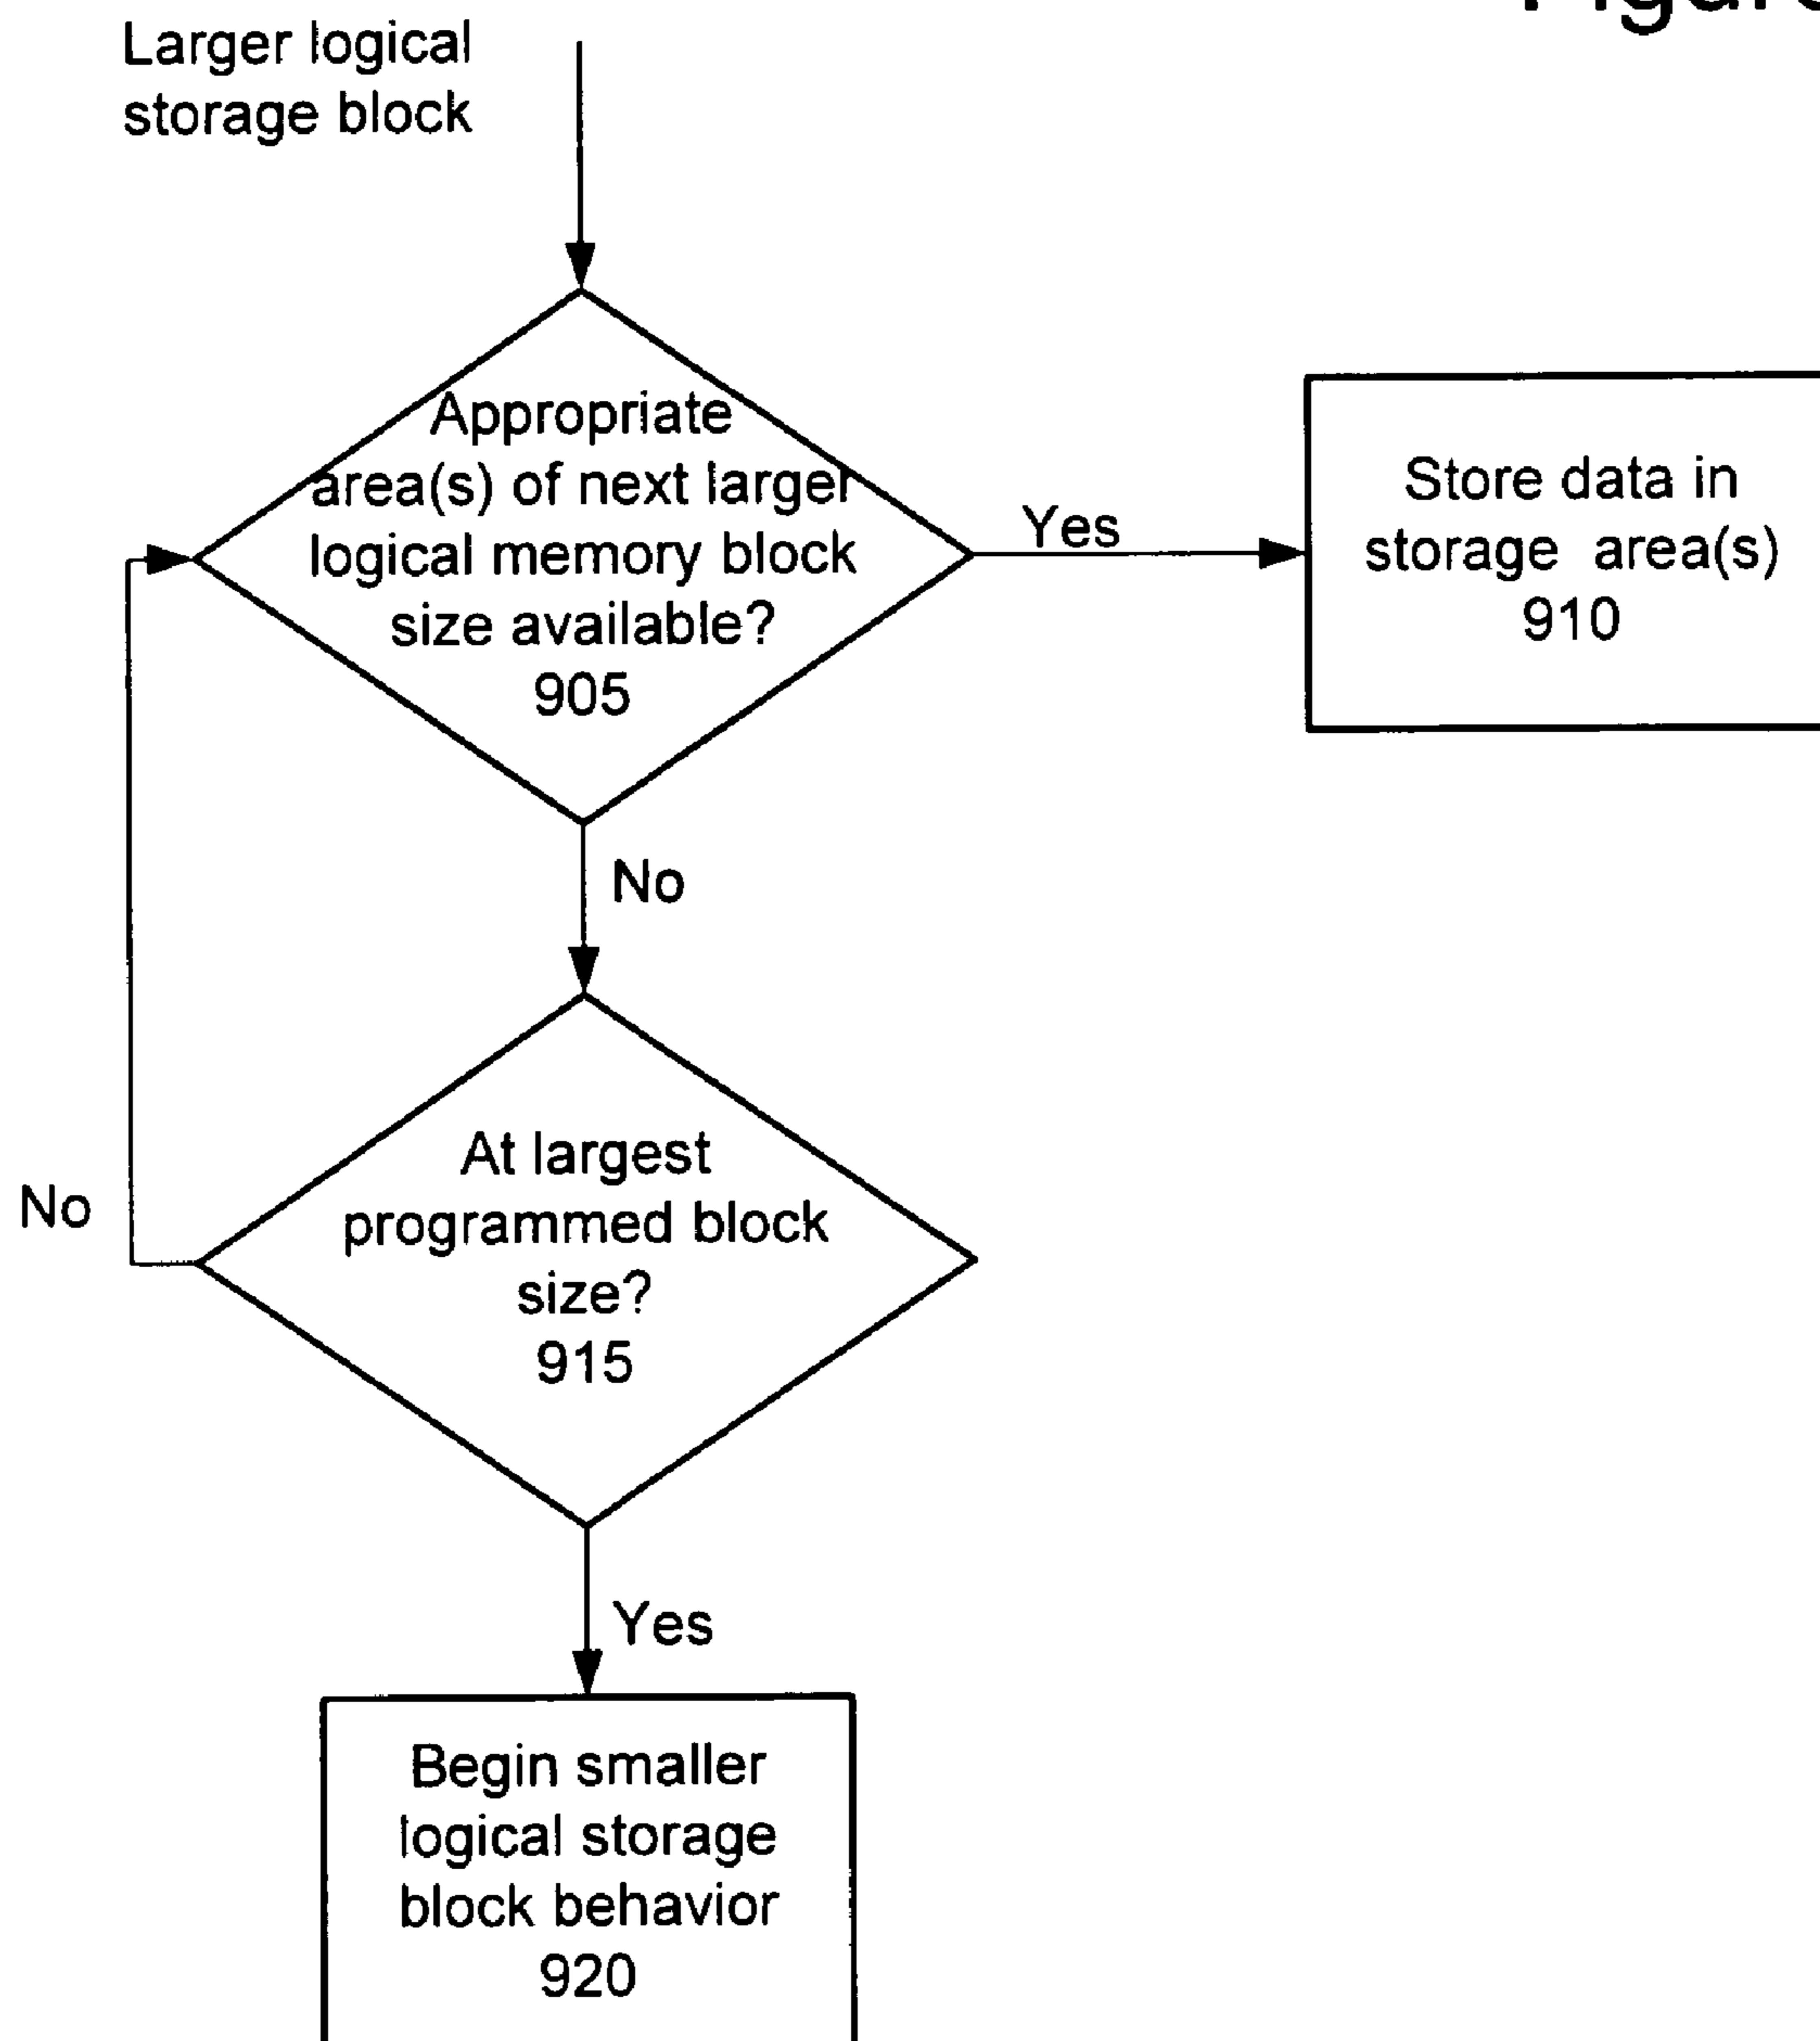 Larger logical
storage block
Appropriate
area(s) of next larger
logical memory block
size available?
905
Yes
Store data in
storage area(s)
910
No
At largest
programmed block
size?
915
No
Yes
Begin smaller
logical storage
block behavior
920